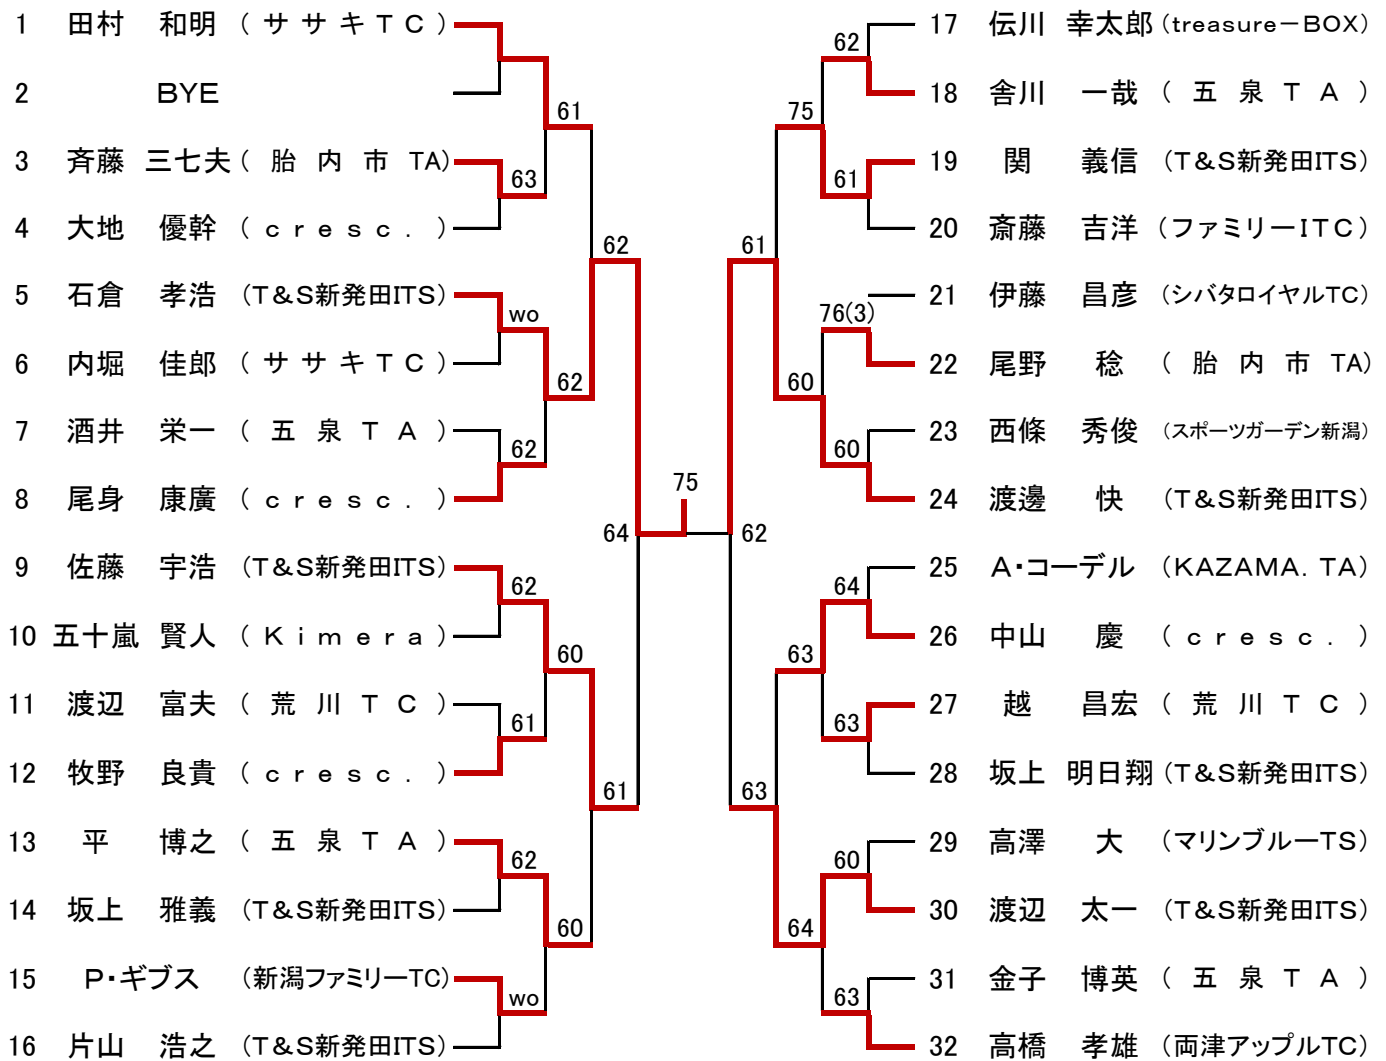 1 田村 和明 (ササキTC)
2 BYE
61
3 斉藤 三七夫 (胎内市TA)
63
4 大地 優幹 (cresc.)
62
5 石倉 孝浩 (T&S新発田ITS)
wo
6 内堀 佳郎 (ササキTC)
62
7 酒井 栄一 (五泉TA)
62
8 尾身 康廣 (cresc.)
64
9 佐藤 宇浩 (T&S新発田ITS)
62
10 五十嵐 賢人 (Kimera)
60
11 渡辺 富夫 (荒川TC)
61
12 牧野 良貴 (cresc.)
61
13 平 博之 (五泉TA)
62
14 坂上 雅義 (T&S新発田ITS)
60
15 P・ギブス (新潟ファミリーTC)
wo
16 片山 浩之 (T&S新発田ITS)
75
17 伝川 幸太郎 (treasure-BOX)
62
18 舎川 一哉 (五泉TA)
75
19 関 義信 (T&S新発田ITS)
61
20 斎藤 吉洋 (ファミリーITC)
61
21 伊藤 昌彦 (シバタロイヤルTC)
76(3)
22 尾野 稔 (胎内市TA)
60
23 西條 秀俊 (スポーツガーデン新潟)
60
24 渡邊 快 (T&S新発田ITS)
62
25 A・コーデル (KAZAMA.TA)
64
26 中山 慶 (cresc.)
63
27 越 昌宏 (荒川TC)
63
28 坂上 明日翔 (T&S新発田ITS)
63
29 高澤 大 (マリンブルーTS)
60
30 渡辺 太一 (T&S新発田ITS)
64
31 金子 博英 (五泉TA)
63
32 高橋 孝雄 (両津アップルTC)